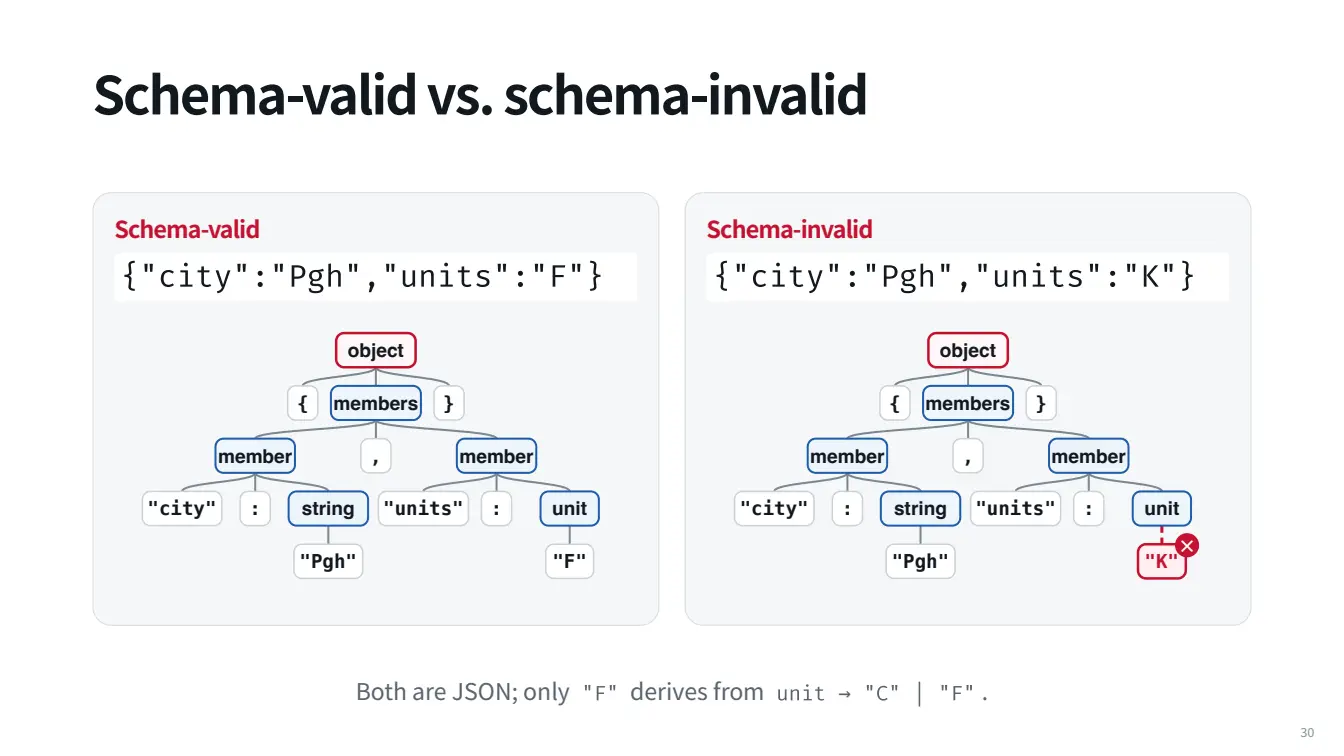 Schema-valid vs. schema-invalid
Schema-valid
{"city":"Pgh","units":"F"}
object
{ members }
member , member
"city" : string "units" : unit
"Pgh" "F"
Schema-invalid
{"city":"Pgh","units":"K"}
object
{ members }
member , member
"city" : string "units" : unit
"Pgh" "K"
Both are JSON; only "F" derives from unit → "C" | "F".
30